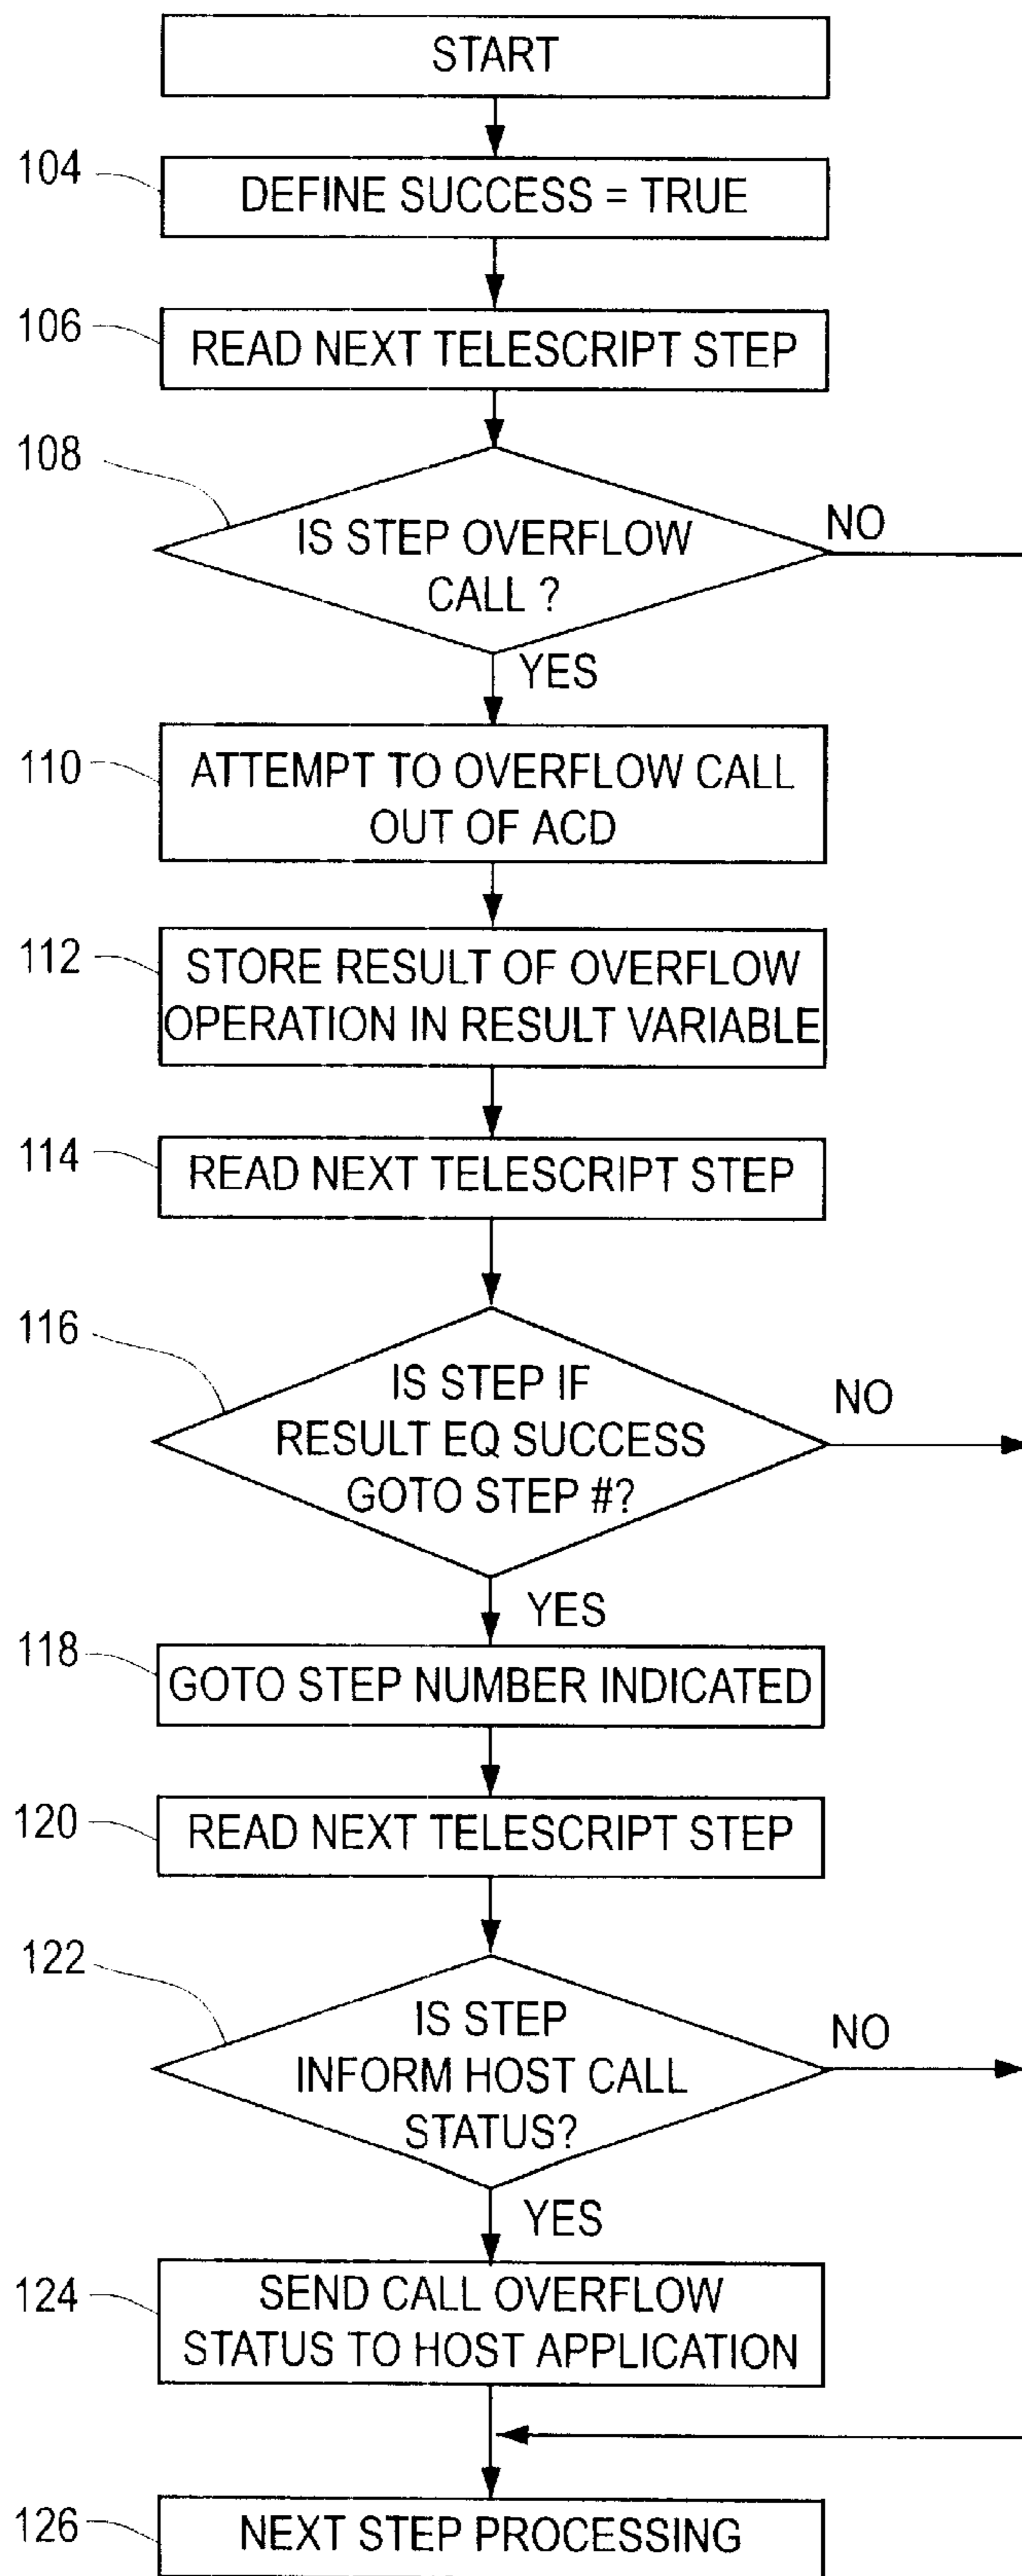 START
104
DEFINE SUCCESS = TRUE
106
READ NEXT TELESCRIPT STEP
108
IS STEP OVERFLOW
CALL ?
NO
YES
110
ATTEMPT TO OVERFLOW CALL
OUT OF ACD
112
STORE RESULT OF OVERFLOW
OPERATION IN RESULT VARIABLE
114
READ NEXT TELESCRIPT STEP
116
IS STEP IF
RESULT EQ SUCCESS
GOTO STEP #?
NO
YES
118
GOTO STEP NUMBER INDICATED
120
READ NEXT TELESCRIPT STEP
122
IS STEP
INFORM HOST CALL
STATUS?
NO
YES
124
SEND CALL OVERFLOW
STATUS TO HOST APPLICATION
126
NEXT STEP PROCESSING